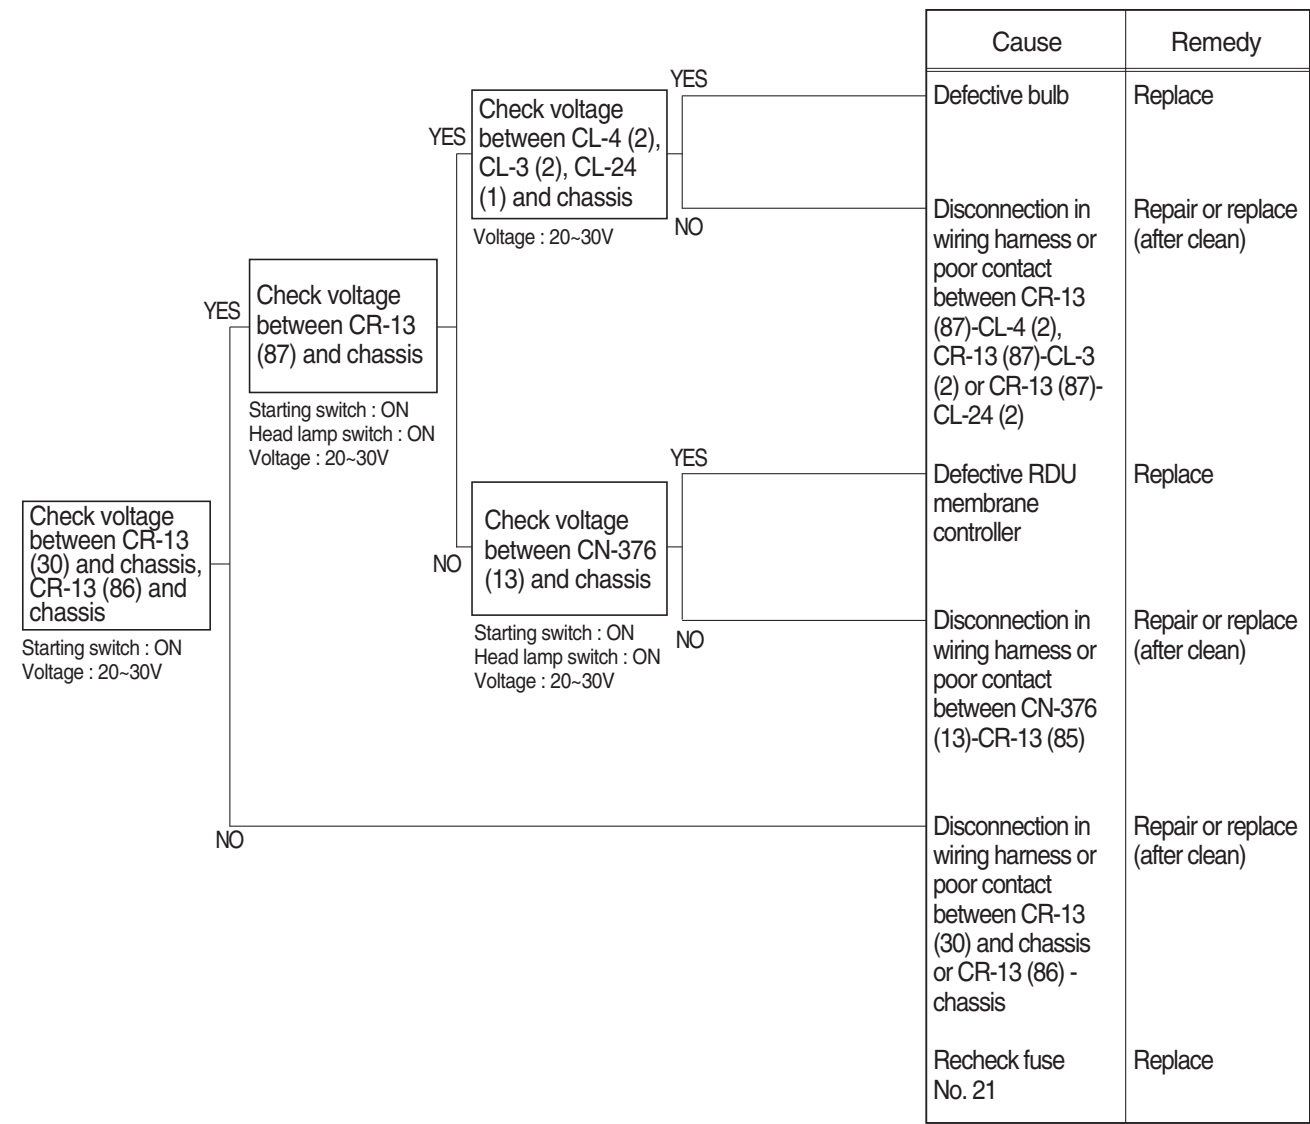 Cause
Remedy
YES
Defective bulb
Replace
Check voltage
between CL-4 (2),
CL-3 (2), CL-24
(1) and chassis
YES
Voltage : 20~30V
NO
Disconnection in
wiring harness or
poor contact
between CR-13
(87)-CL-4 (2),
CR-13 (87)-CL-3
(2) or CR-13 (87)-
CL-24 (2)
Repair or replace
(after clean)
YES
Check voltage
between CR-13
(87) and chassis
Starting switch : ON
Head lamp switch : ON
Voltage : 20~30V
YES
Defective RDU
membrane
controller
Replace
Check voltage
between CN-376
(13) and chassis
NO
Starting switch : ON
Head lamp switch : ON
Voltage : 20~30V
NO
Disconnection in
wiring harness or
poor contact
between CN-376
(13)-CR-13 (85)
Repair or replace
(after clean)
Check voltage
between CR-13
(30) and chassis,
CR-13 (86) and
chassis
Starting switch : ON
Voltage : 20~30V
NO
Disconnection in
wiring harness or
poor contact
between CR-13
(30) and chassis
or CR-13 (86) -
chassis
Repair or replace
(after clean)
Recheck fuse
No. 21
Replace